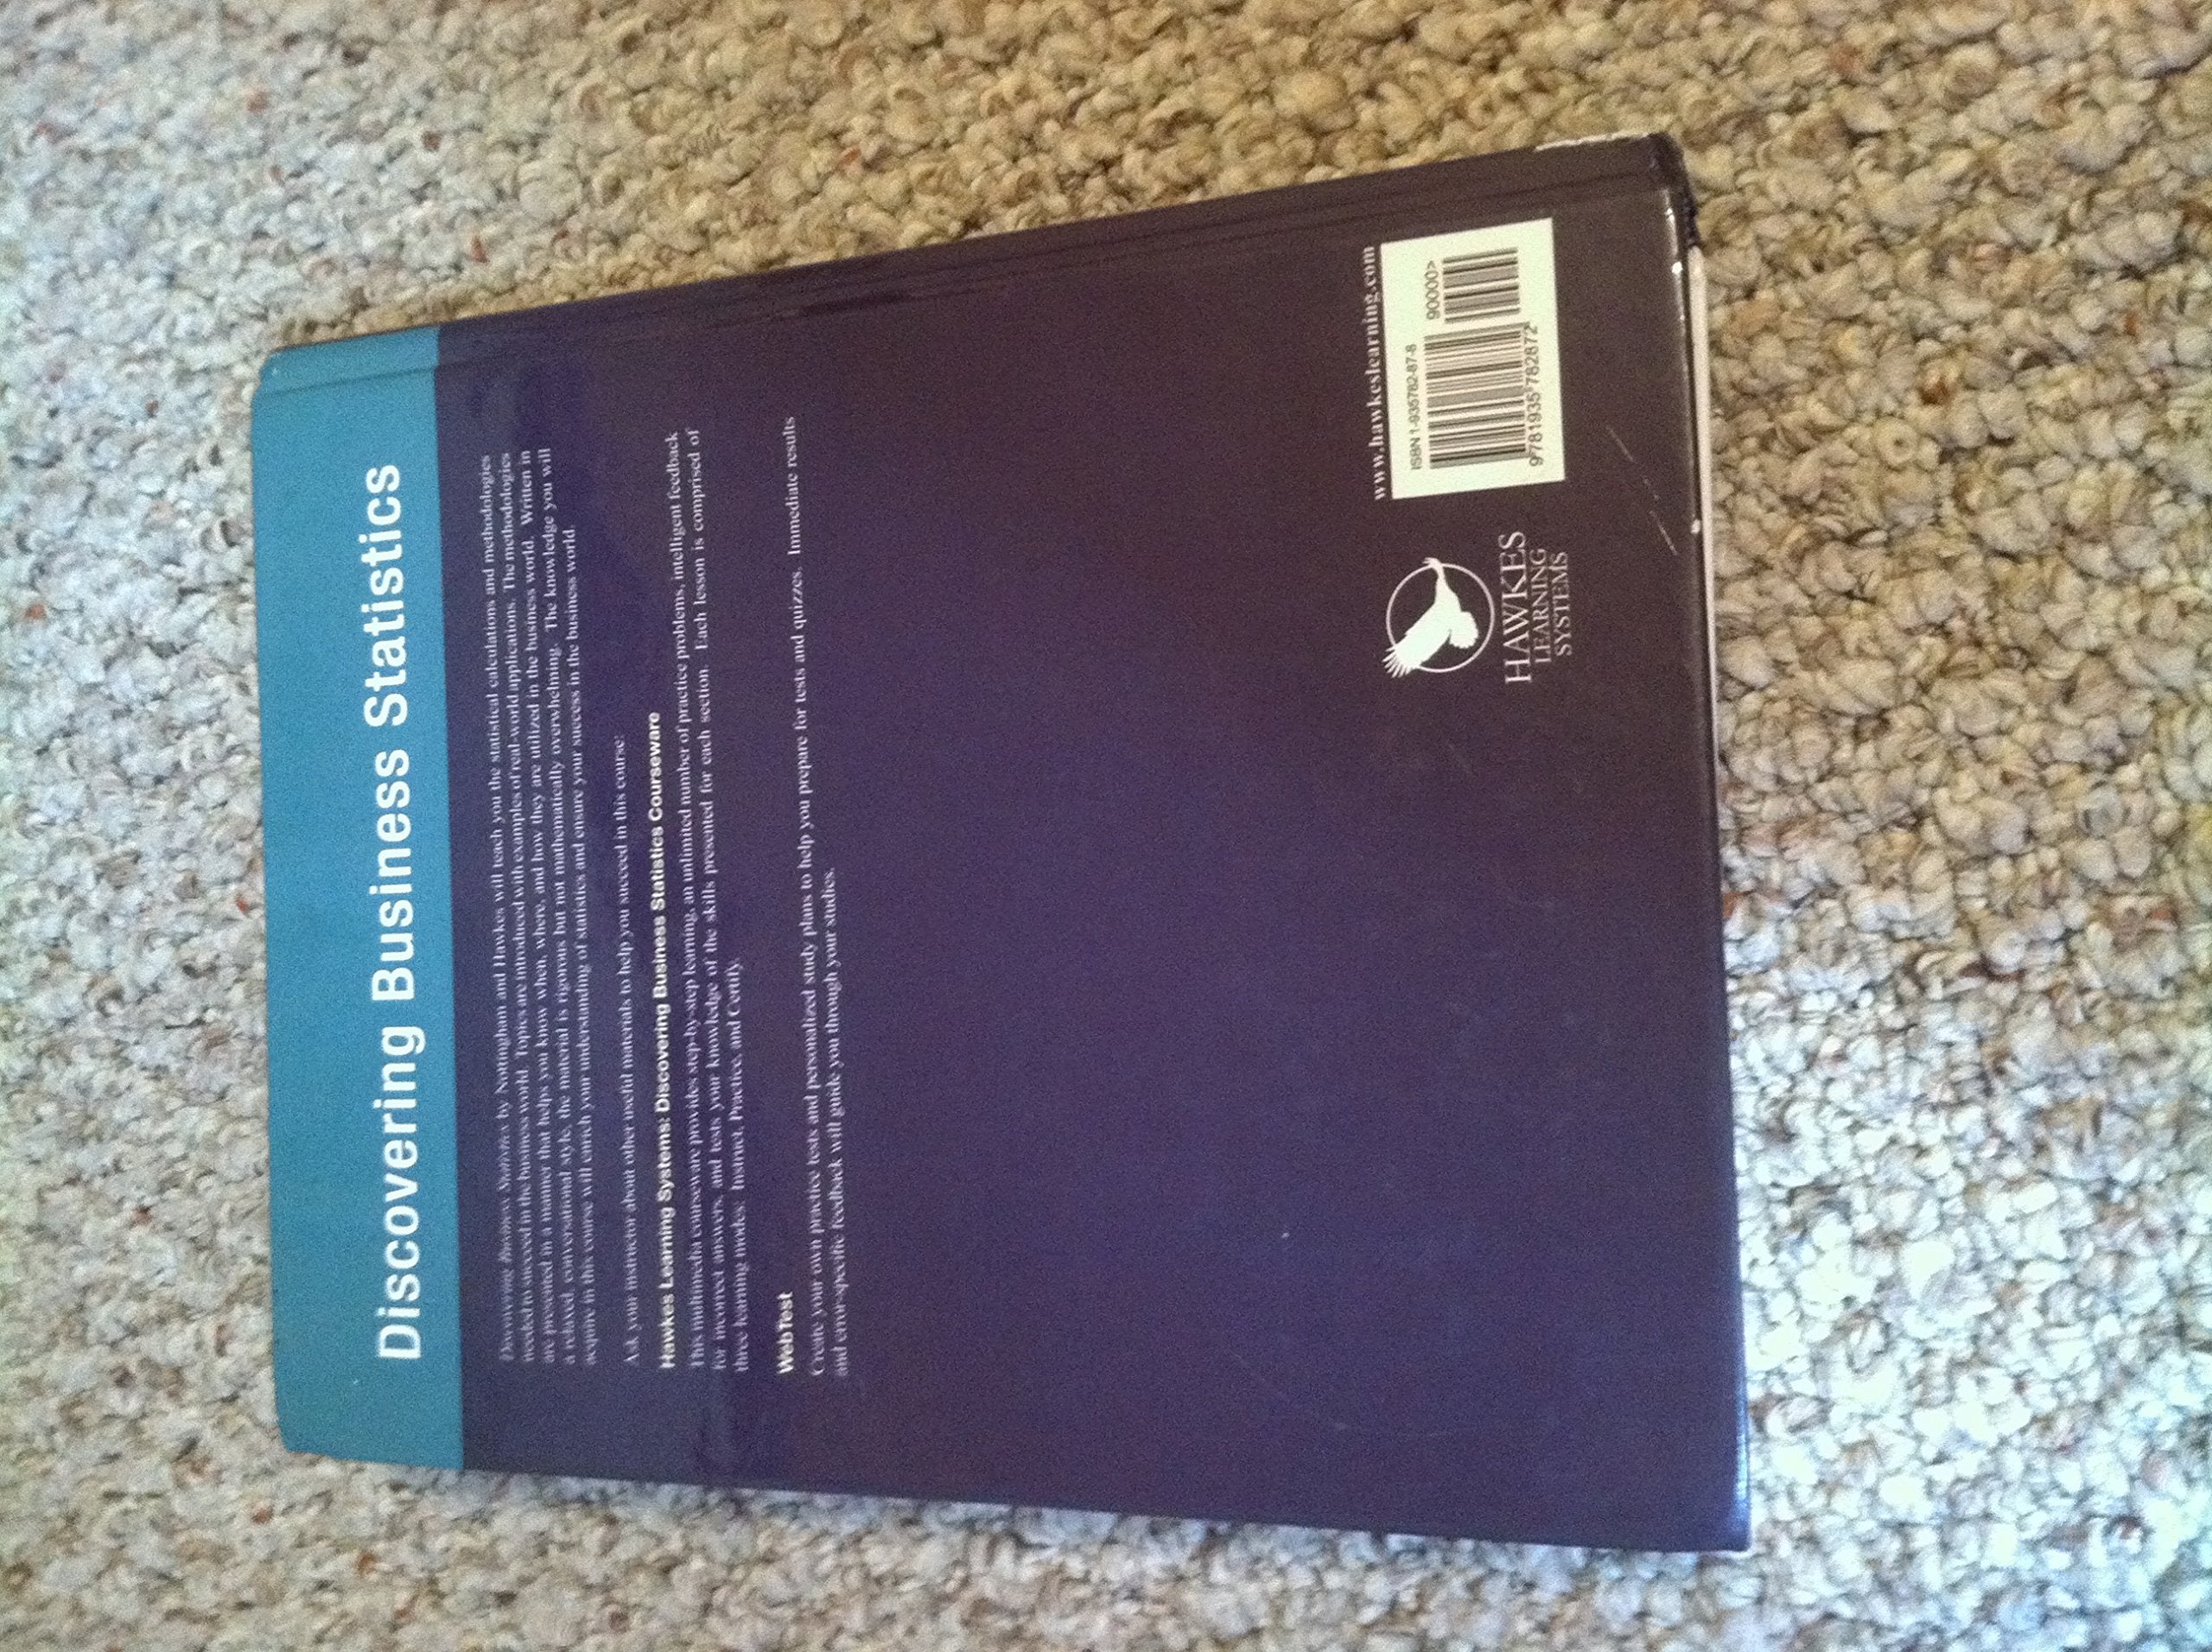 Discovering Business Statistics
Discovering Business Statistics by Nottingham and Hawkes will teach you the statistical calculations and methodologies
needed to succeed in the business world. Topics are introduced with examples of real-world applications. The methodologies
are presented in a manner that helps you know when, where, and how they are utilized in the business world. Written in
a relaxed, conversational style, the material is rigorous but not mathematically overwhelming. The knowledge you will
acquire in this course will enrich your understanding of statistics and ensure your success in the business world.
Ask your instructor about other useful materials to help you succeed in this course:
Hawkes Learning Systems: Discovering Business Statistics Courseware
This multimedia courseware provides step-by-step learning, an unlimited number of practice problems, intelligent feedback
for incorrect answers, and tests your knowledge of the skills presented for each section. Each lesson is comprised of
three learning modes: Instruct, Practice, and Certify.
WebTest
Create your own practice tests and personalized study plans to help you prepare for tests and quizzes. Immediate results
and error-specific feedback will guide you through your studies.
HAWKES
LEARNING
SYSTEMS
www.hawkeslearning.com
ISBN 1-935782-87-8
90000>
9781935782872